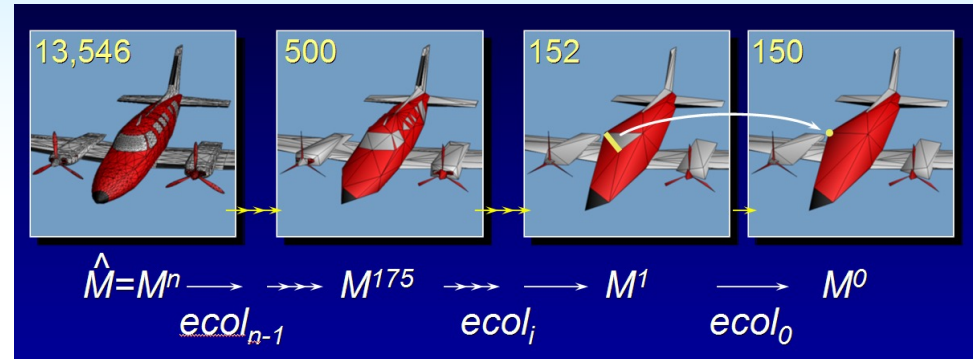 13,546 500 152 150
M̂=Mⁿ → →→→ M¹⁷⁵ →→→ → M¹ → M⁰
ecolₙ₋₁ ecolᵢ ecol₀